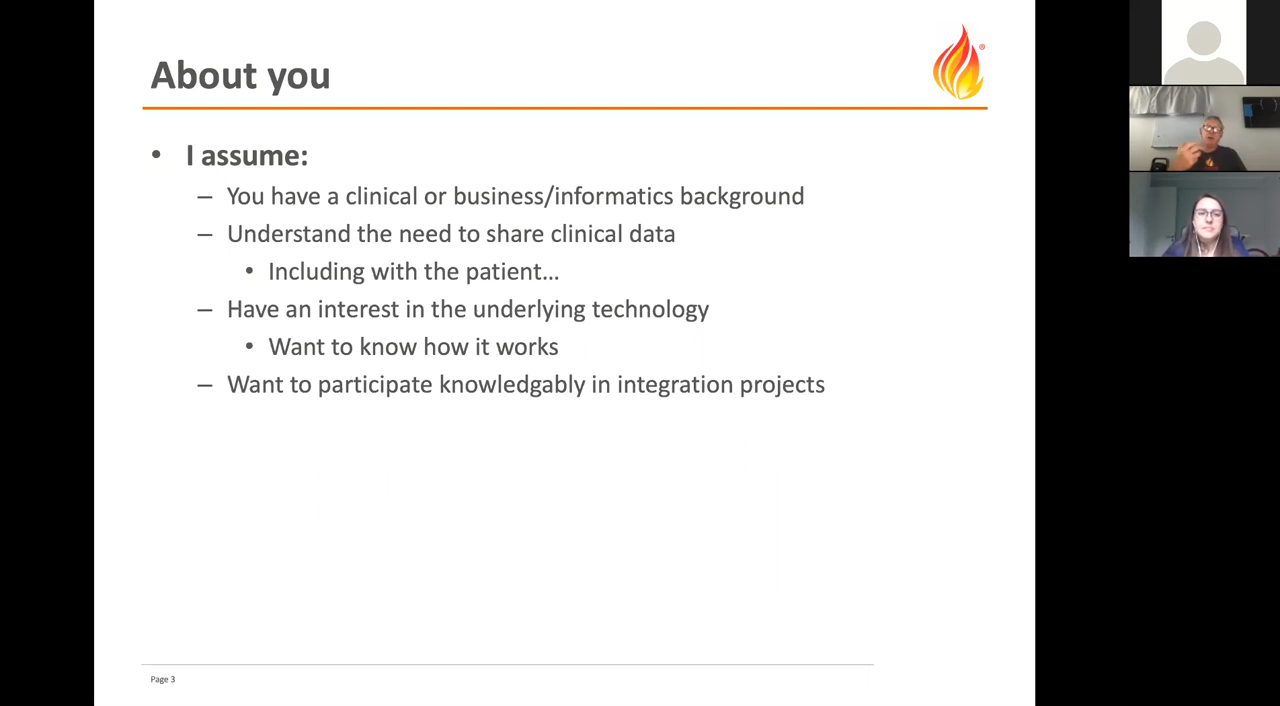 About you
®
• I assume:
– You have a clinical or business/informatics background
– Understand the need to share clinical data
• Including with the patient…
– Have an interest in the underlying technology
• Want to know how it works
– Want to participate knowledgably in integration projects
Page 3